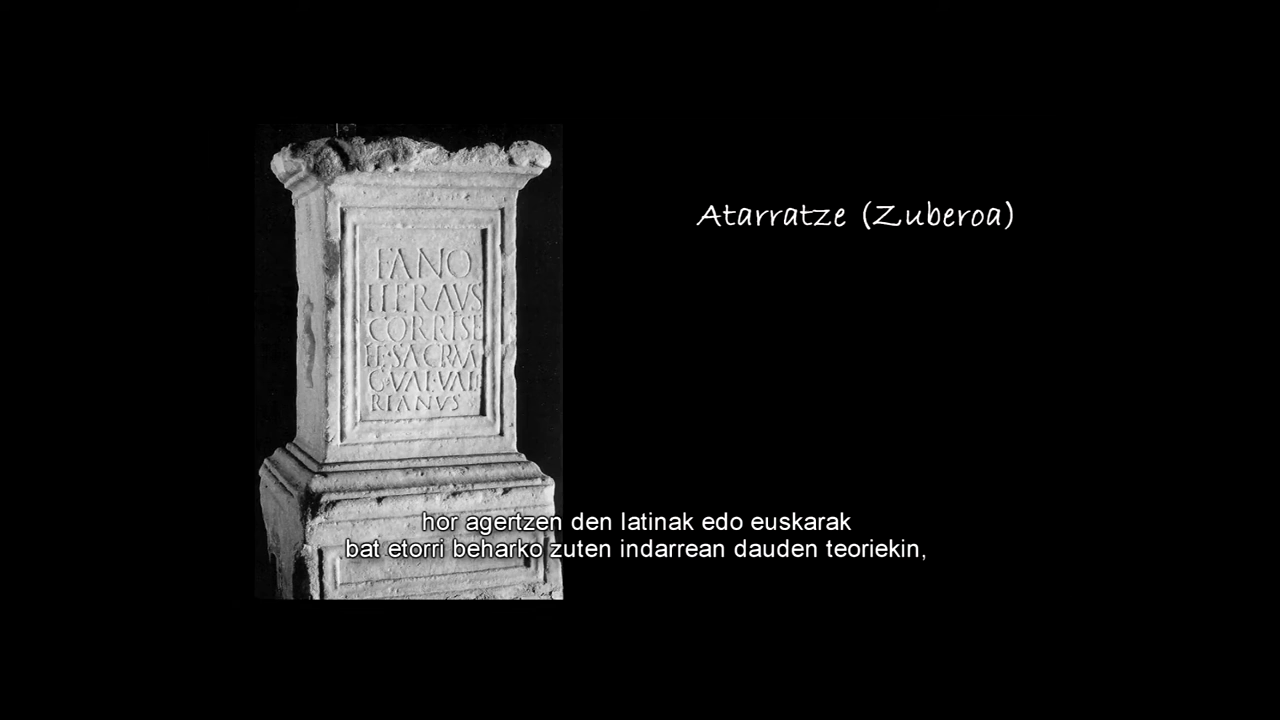 FANO
HERAVS
CORRISE
HE·SACRM
G·VAL·VALE
RIANVS
Atarratze (Zuberoa)
hor agertzen den latinak edo euskarak
bat etorri beharko zuten indarrean dauden teoriekin,